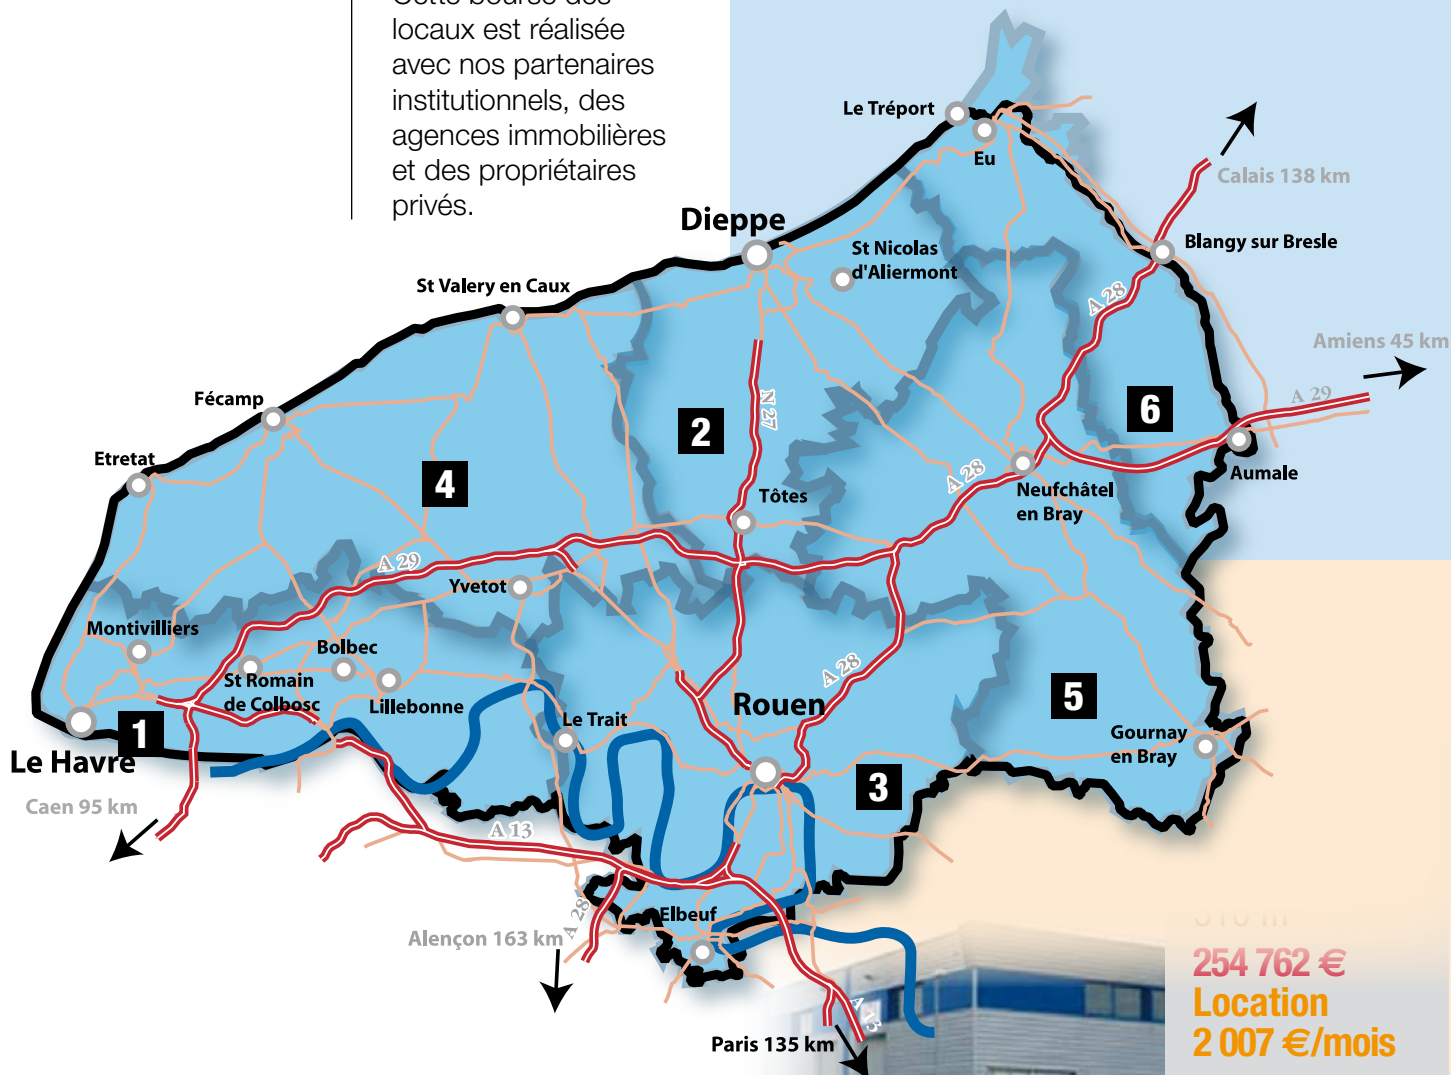 Cette bourse des
locaux est réalisée
avec nos partenaires
institutionnels, des
agences immobilières
et des propriétaires
privés.
Le Tréport
Eu
Calais 138 km
Dieppe
St Nicolas
d'Aliermont
Blangy sur Bresle
St Valery en Caux
A 28
Amiens 45 km
Fécamp
N 27
6
A 29
2
Etretat
4
A 28
Aumale
Tôtes
Neufchâtel
en Bray
A 29
Yvetot
Montivilliers
Bolbec
St Romain
de Colbosc
Lillebonne
A 28
Rouen
5
Le Trait
1
Gournay
en Bray
Le Havre
3
Caen 95 km
A 13
A 28
Elbeuf
Alençon 163 km
254 762 €
Location
2 007 €/mois
A 13
Paris 135 km